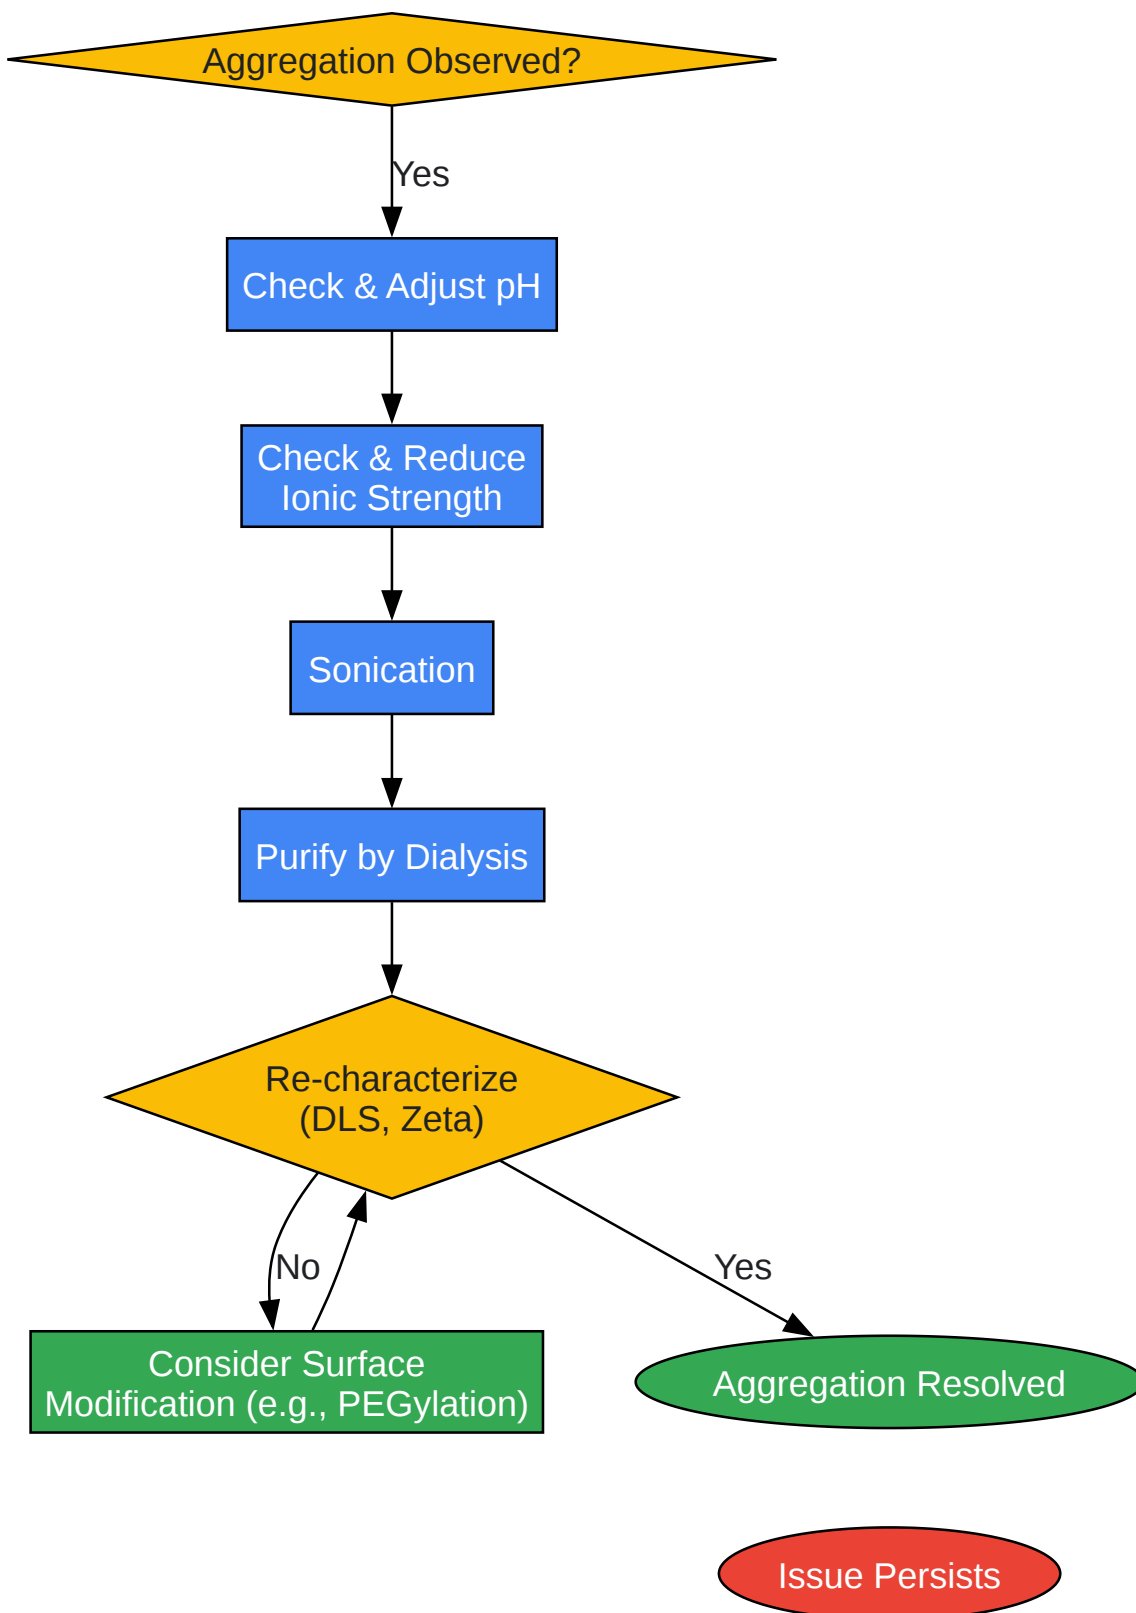 Aggregation Observed?
Yes
Check & Adjust pH
Check & Reduce
Ionic Strength
Sonication
Purify by Dialysis
Re-characterize
(DLS, Zeta)
No
Yes
Consider Surface
Modification (e.g., PEGylation)
Aggregation Resolved
Issue Persists